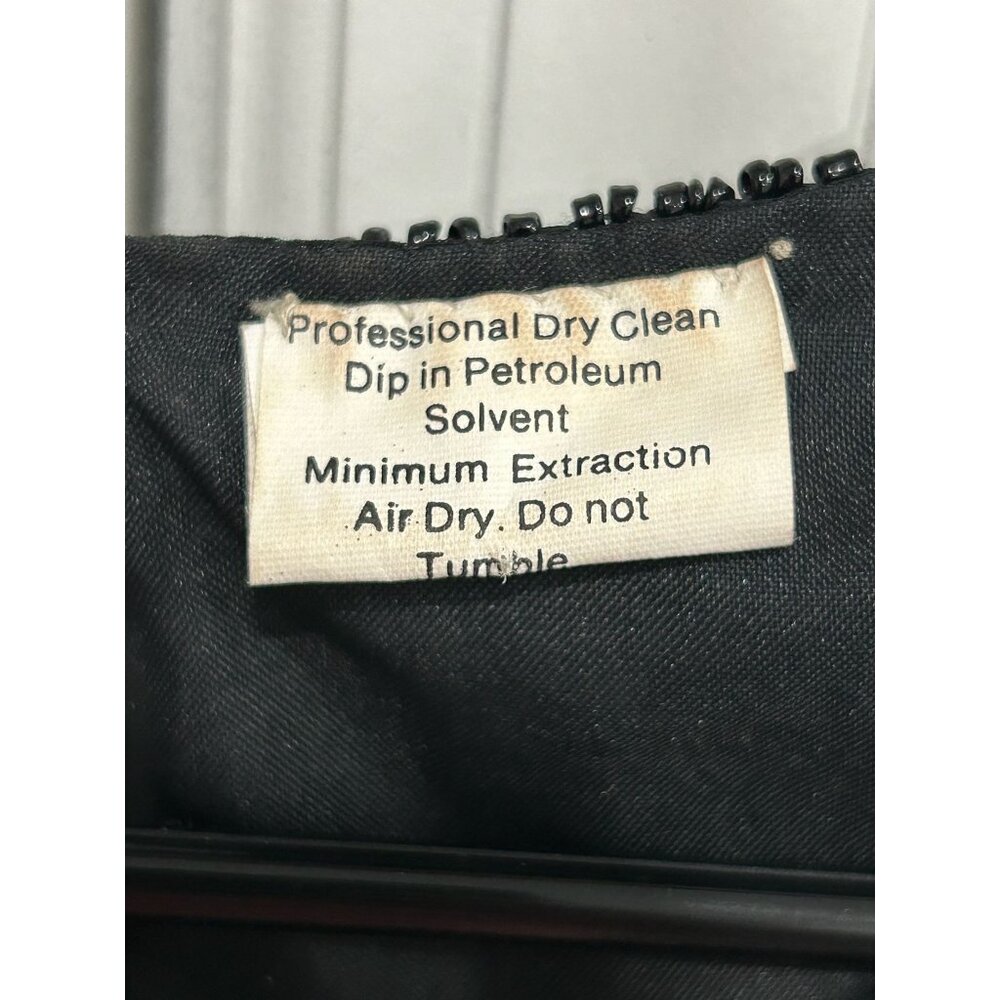 Professional Dry Clean
Dip in Petroleum
Solvent
Minimum Extraction
Air Dry. Do not
Tumble